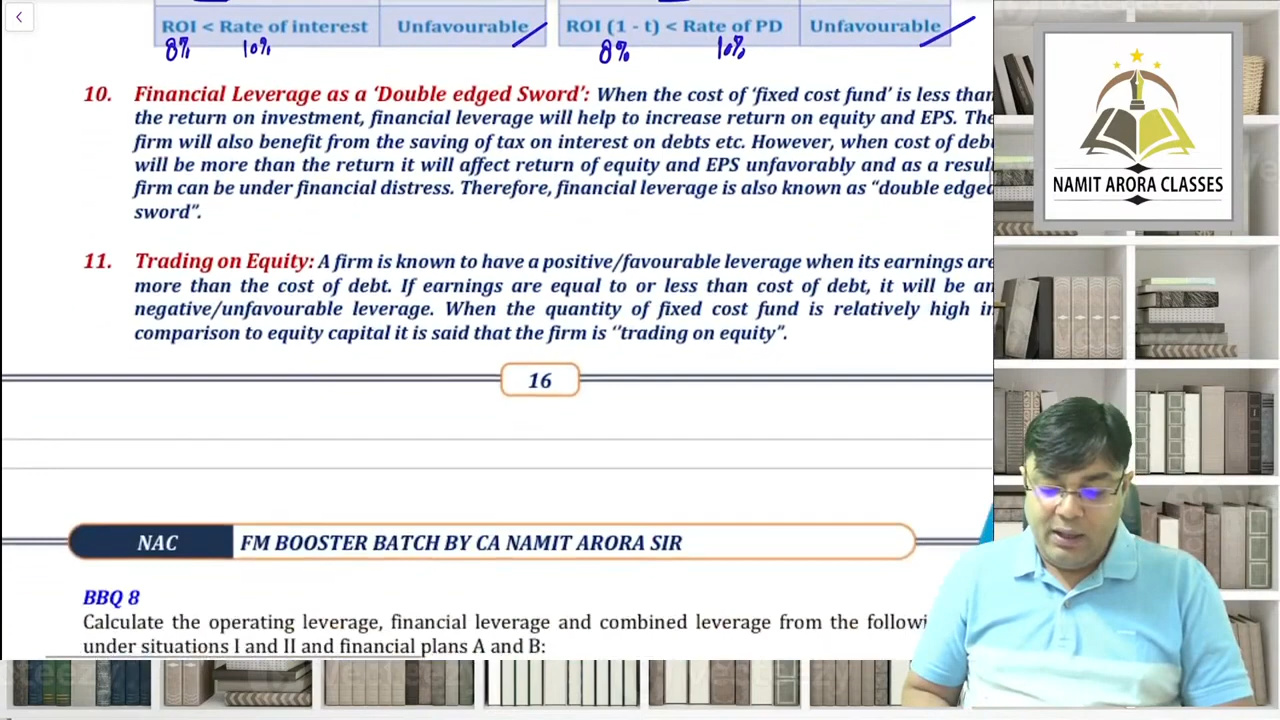 ROI < Rate of interest Unfavourable ROI (1 - t) < Rate of PD Unfavourable
8% 10% 8% 10%
10. Financial Leverage as a ‘Double edged Sword’: When the cost of ‘fixed cost fund’ is less than
the return on investment, financial leverage will help to increase return on equity and EPS. The
firm will also benefit from the saving of tax on interest on debts etc. However, when cost of debt
will be more than the return it will affect return of equity and EPS unfavorably and as a result
firm can be under financial distress. Therefore, financial leverage is also known as “double edged
sword”.
11. Trading on Equity: A firm is known to have a positive/favourable leverage when its earnings are
more than the cost of debt. If earnings are equal to or less than cost of debt, it will be an
negative/unfavourable leverage. When the quantity of fixed cost fund is relatively high in
comparison to equity capital it is said that the firm is ‘’trading on equity”.
16
NAC FM BOOSTER BATCH BY CA NAMIT ARORA SIR
BBQ 8
Calculate the operating leverage, financial leverage and combined leverage from the followi
under situations I and II and financial plans A and B:
NAMIT ARORA CLASSES